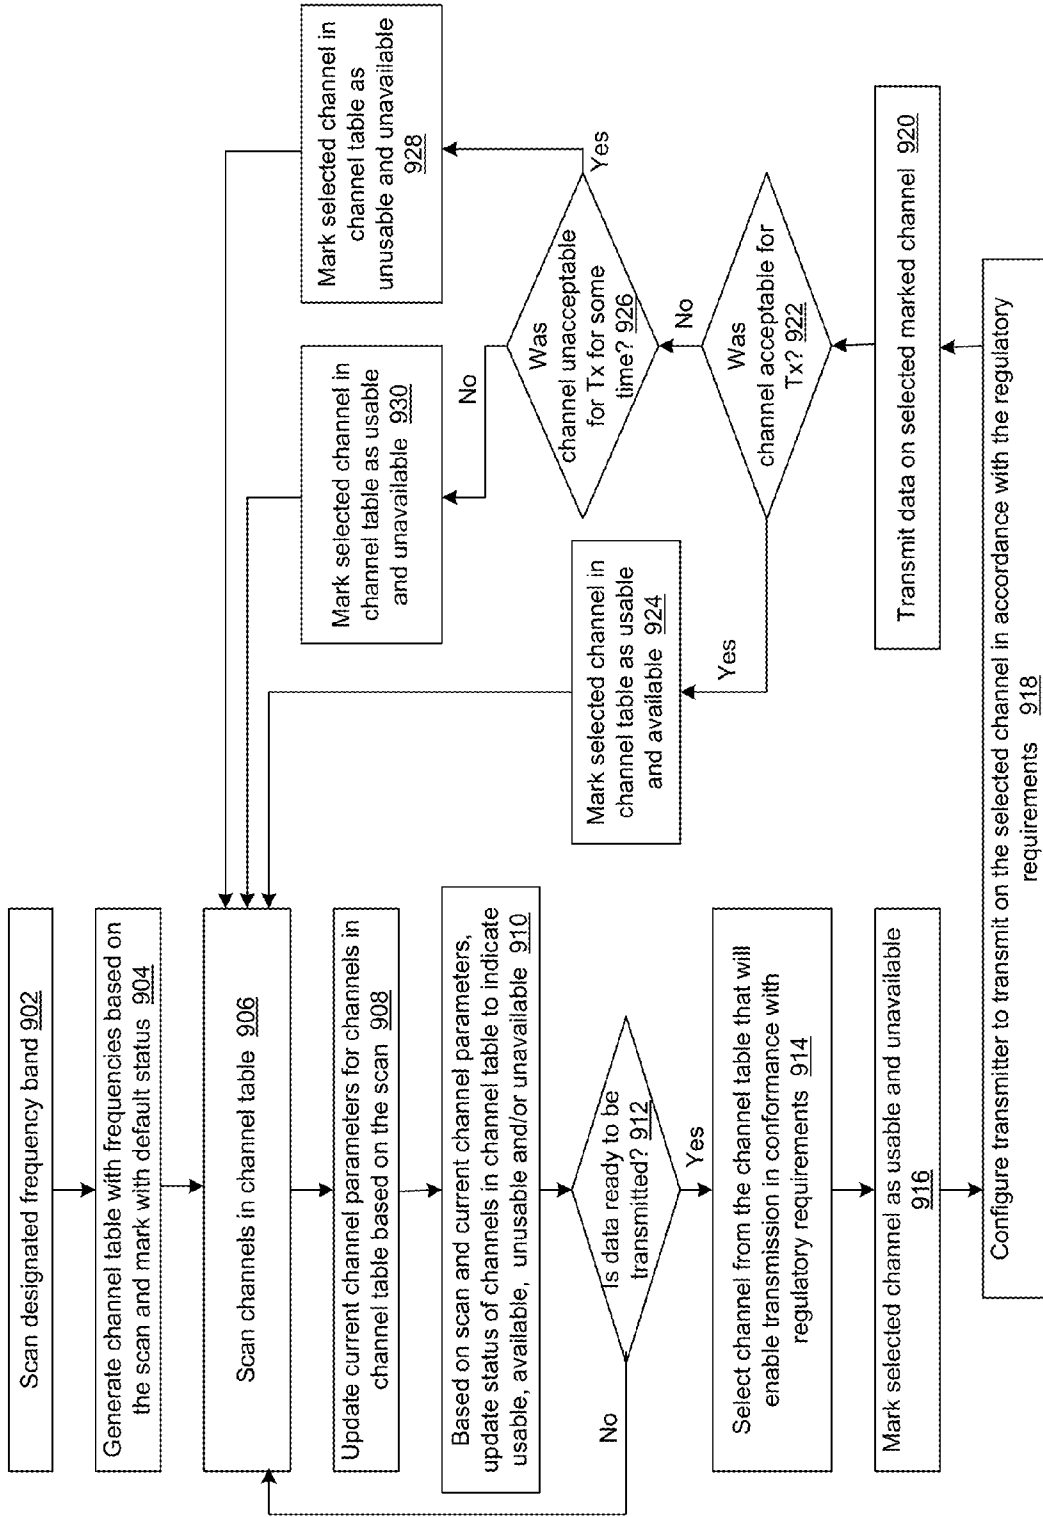 Scan designated frequency band 902
Generate channel table with frequencies based on
the scan and mark with default status 904
Scan channels in channel table 906
Update current channel parameters for channels in
channel table based on the scan 908
Based on scan and current channel parameters,
update status of channels in channel table to indicate
usable, available, unusable and/or unavailable 910
Is data ready to be
transmitted? 912
No
Yes
Select channel from the channel table that will
enable transmission in conformance with
regulatory requirements 914
Mark selected channel as usable and unavailable
916
Configure transmitter to transmit on the selected channel in accordance with the regulatory
requirements 918
Transmit data on selected marked channel 920
Was
channel acceptable for
Tx? 922
Yes
No
Mark selected channel in
channel table as usable
and available 924
Was
channel unacceptable
for Tx for some
time? 926
No
Yes
Mark selected channel in
channel table as usable
and unavailable 930
Mark selected channel in
channel table as
unusable and unavailable
928